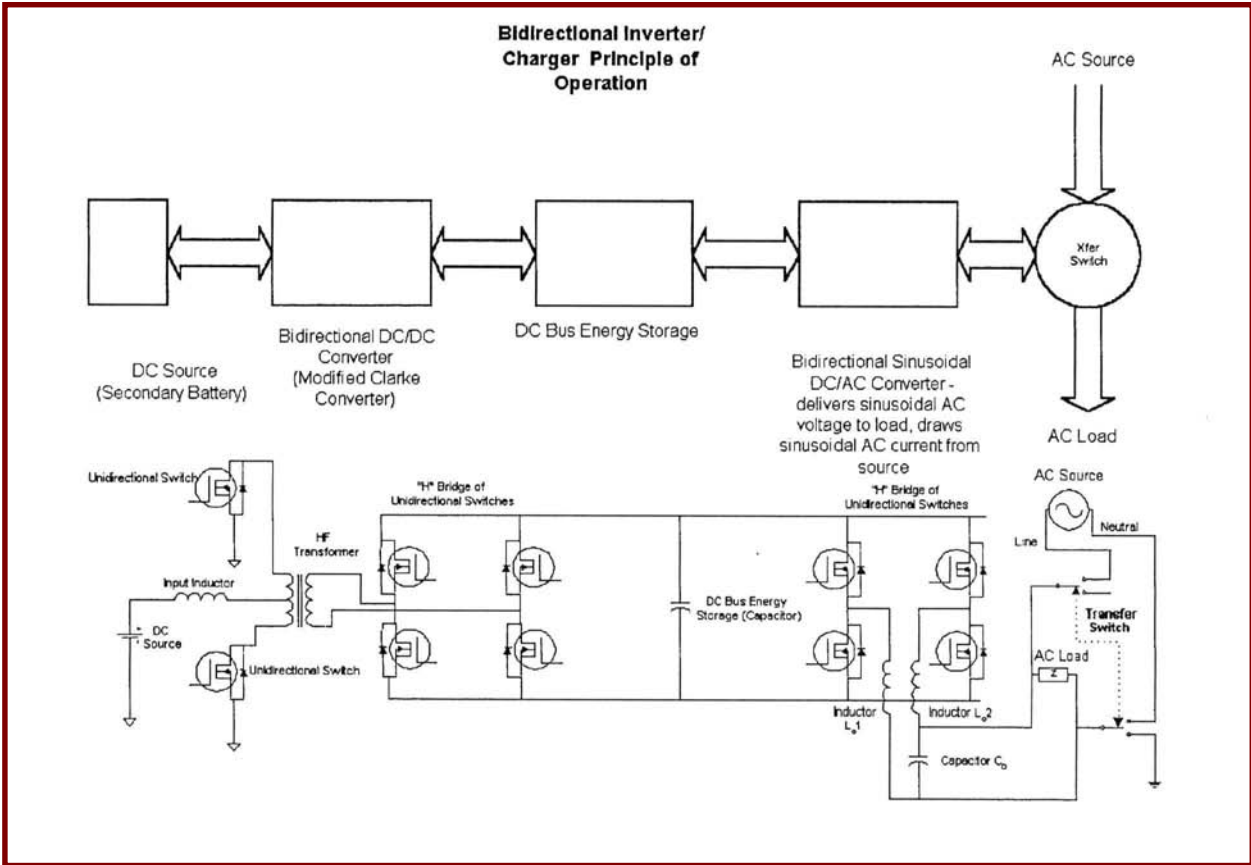 Bidirectional Inverter/
Charger Principle of
Operation
AC Source
Xfer
Switch
DC Source
(Secondary Battery)
Bidirectional DC/DC
Converter
(Modified Clarke
Converter)
DC Bus Energy Storage
Bidirectional Sinusoidal
DC/AC Converter -
delivers sinusoidal AC
voltage to load, draws
sinusoidal AC current from
source
AC Load
Unidirectional Switch
"H" Bridge of
Unidirectional Switches
"H" Bridge of
Unidirectional Switches
AC Source
Neutral
Line
HF
Transformer
Input Inductor
DC Bus Energy
Storage (Capacitor)
Transfer
Switch
+ DC
- Source
Unidirectional Switch
AC Load
Z
Inductor
Lo1
Inductor Lo2
Capacitor Cb